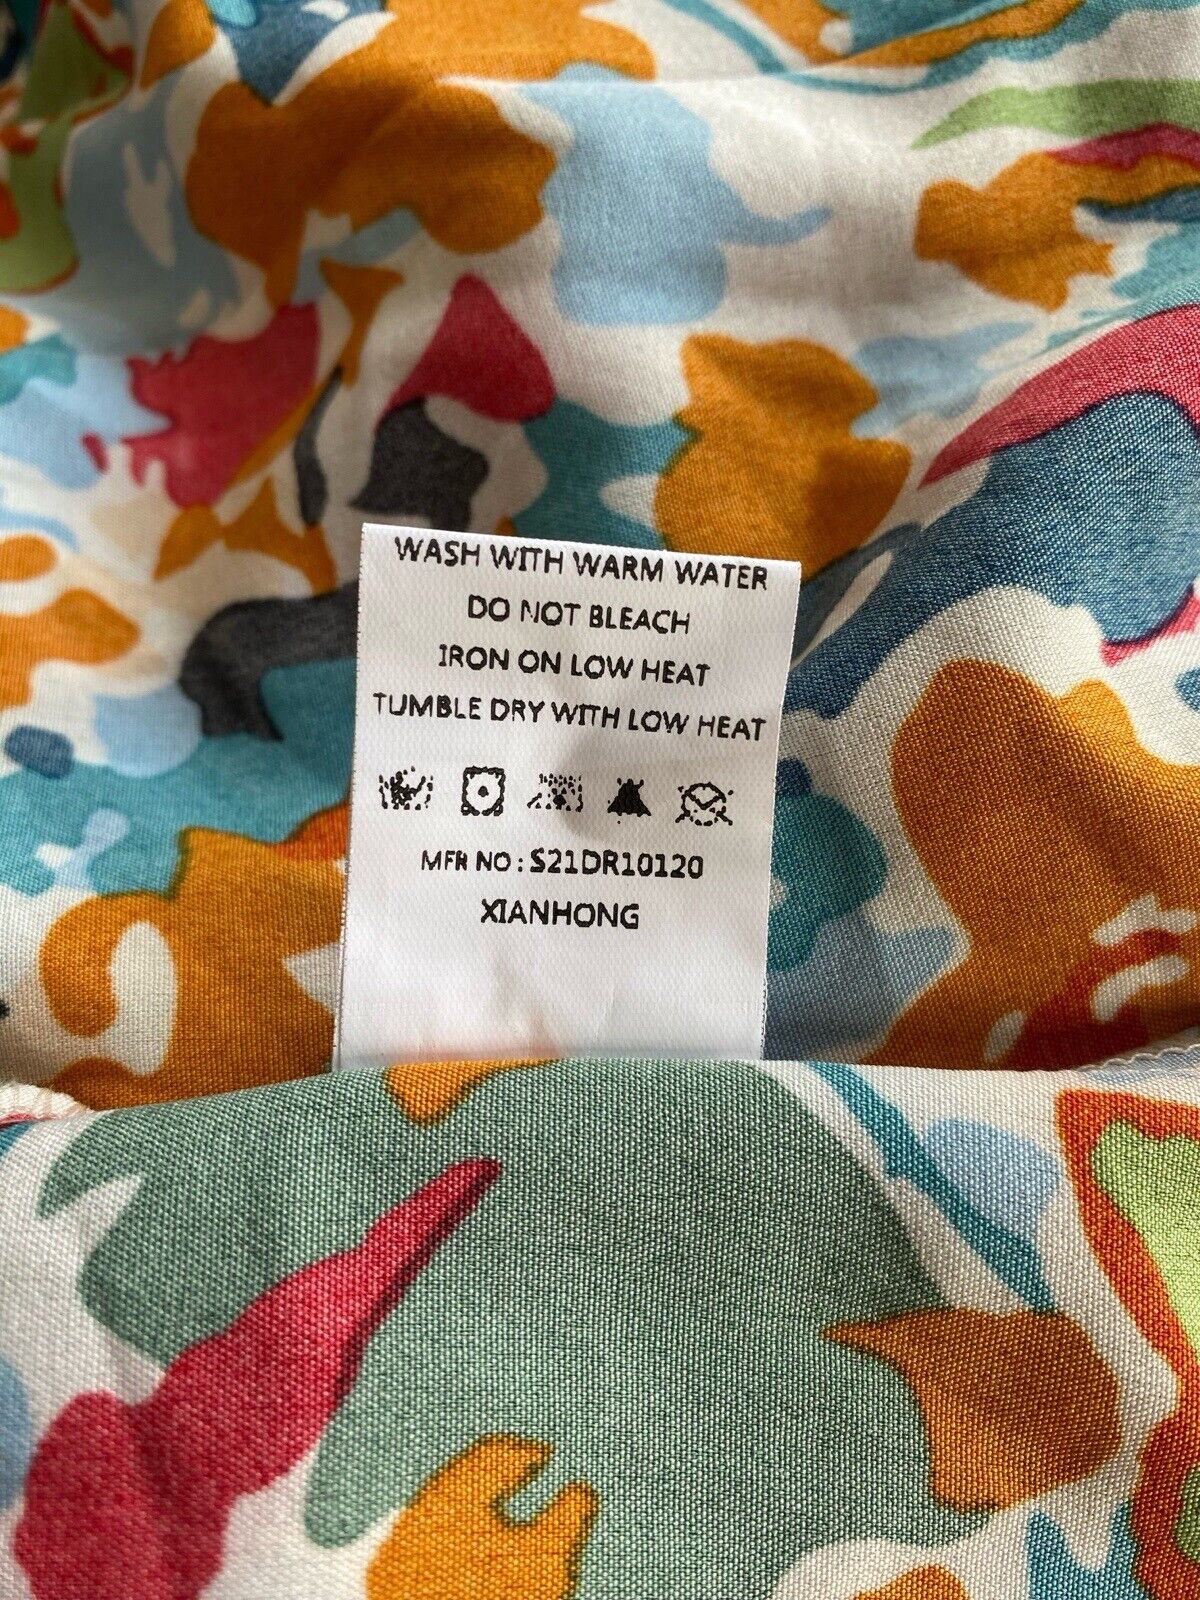 WASH WITH WARM WATER
DO NOT BLEACH
IRON ON LOW HEAT
TUMBLE DRY WITH LOW HEAT
MFR NO: S21DR10120
XIANHONG